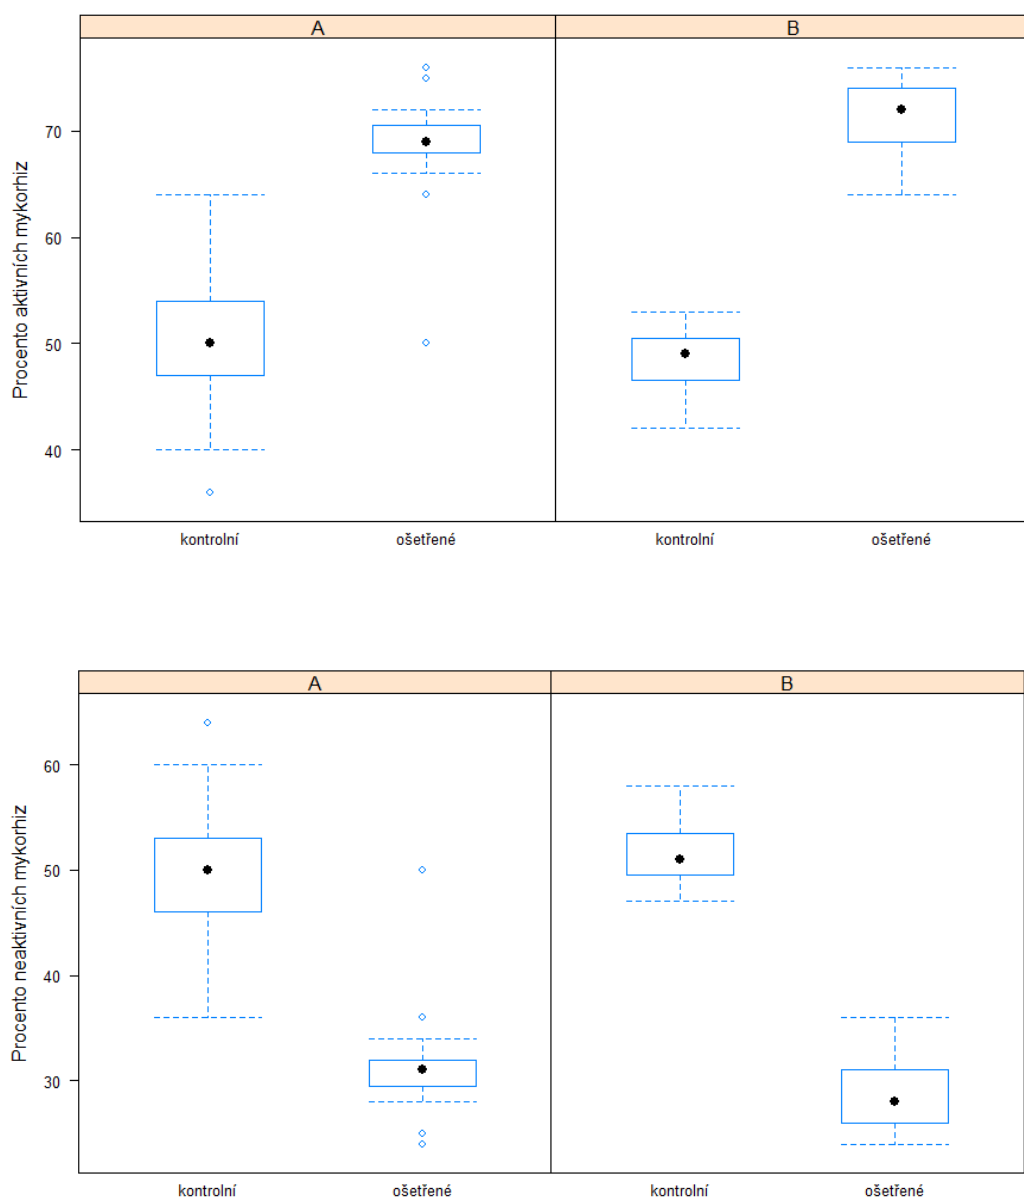 A B
Procento aktivních mykorhiz
70
60
50
40
kontrolní ošetřené kontrolní ošetřené
A B
Procento neaktivních mykorhiz
60
50
40
30
kontrolní ošetřené kontrolní ošetřené